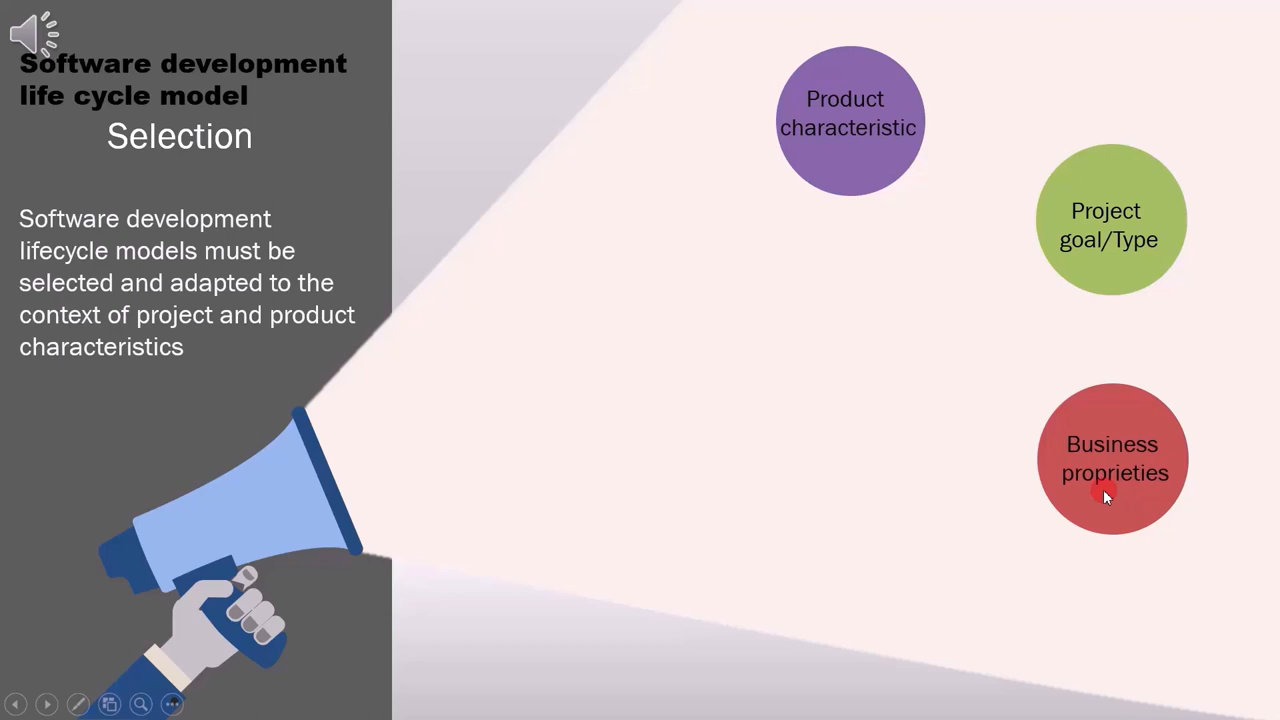 Software development
life cycle model
Selection
Software development
lifecycle models must be
selected and adapted to the
context of project and product
characteristics
Product
characteristic
Project
goal/Type
Business
proprieties